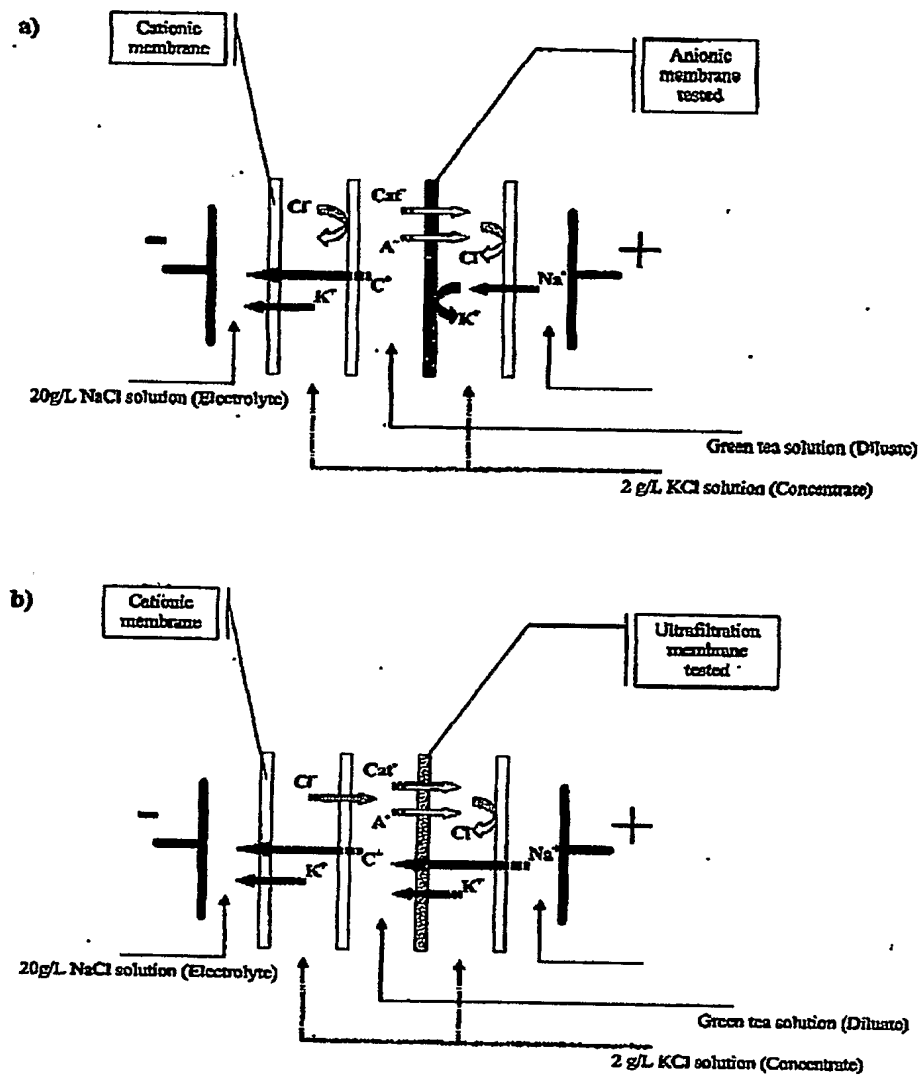 a)
Cationic
membrane
Anionic
membrane
tested
Cl-
Cat-
A-
Cl-
-
+
C+
K+
Na+
K+
20g/L NaCl solution (Electrolyte)
Green tea solution (Diluate)
2 g/L KCl solution (Concentrate)
b)
Cationic
membrane
Ultrafiltration
membrane
tested
Cl-
Cat-
A-
Cl-
-
+
C+
K+
Na+
K+
20g/L NaCl solution (Electrolyte)
Green tea solution (Diluate)
2 g/L KCl solution (Concentrate)